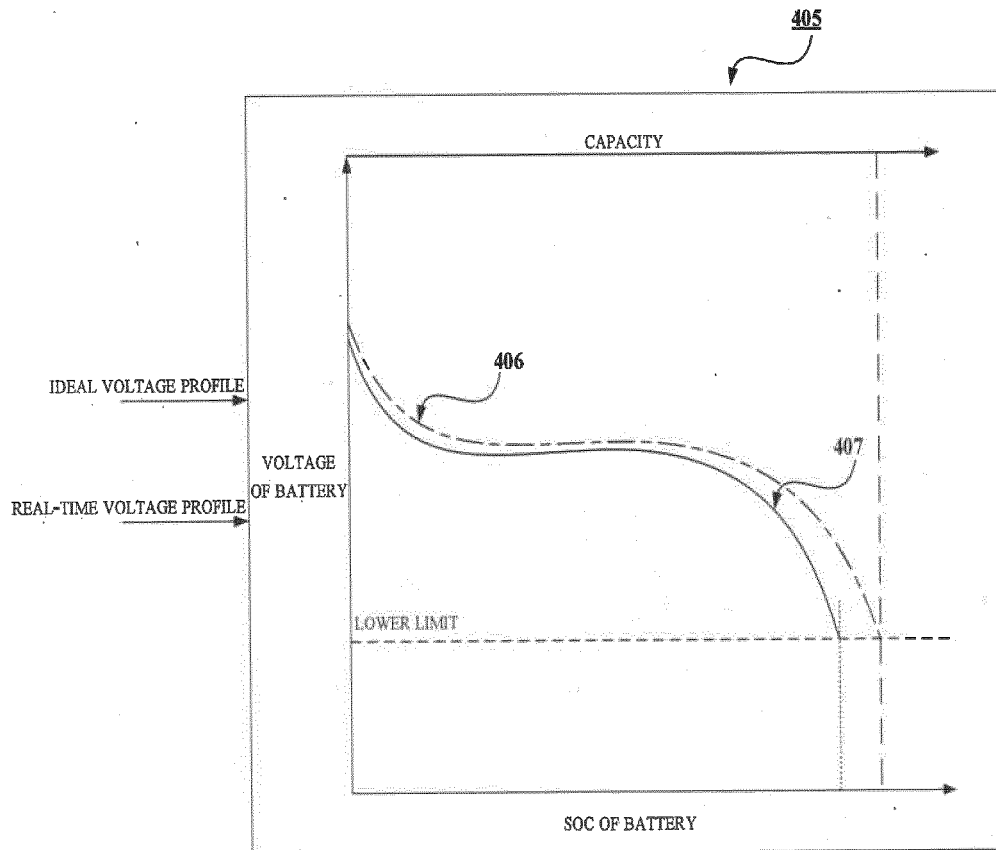 405
CAPACITY
406
IDEAL VOLTAGE PROFILE
407
VOLTAGE
OF BATTERY
REAL-TIME VOLTAGE PROFILE
LOWER LIMIT
SOC OF BATTERY